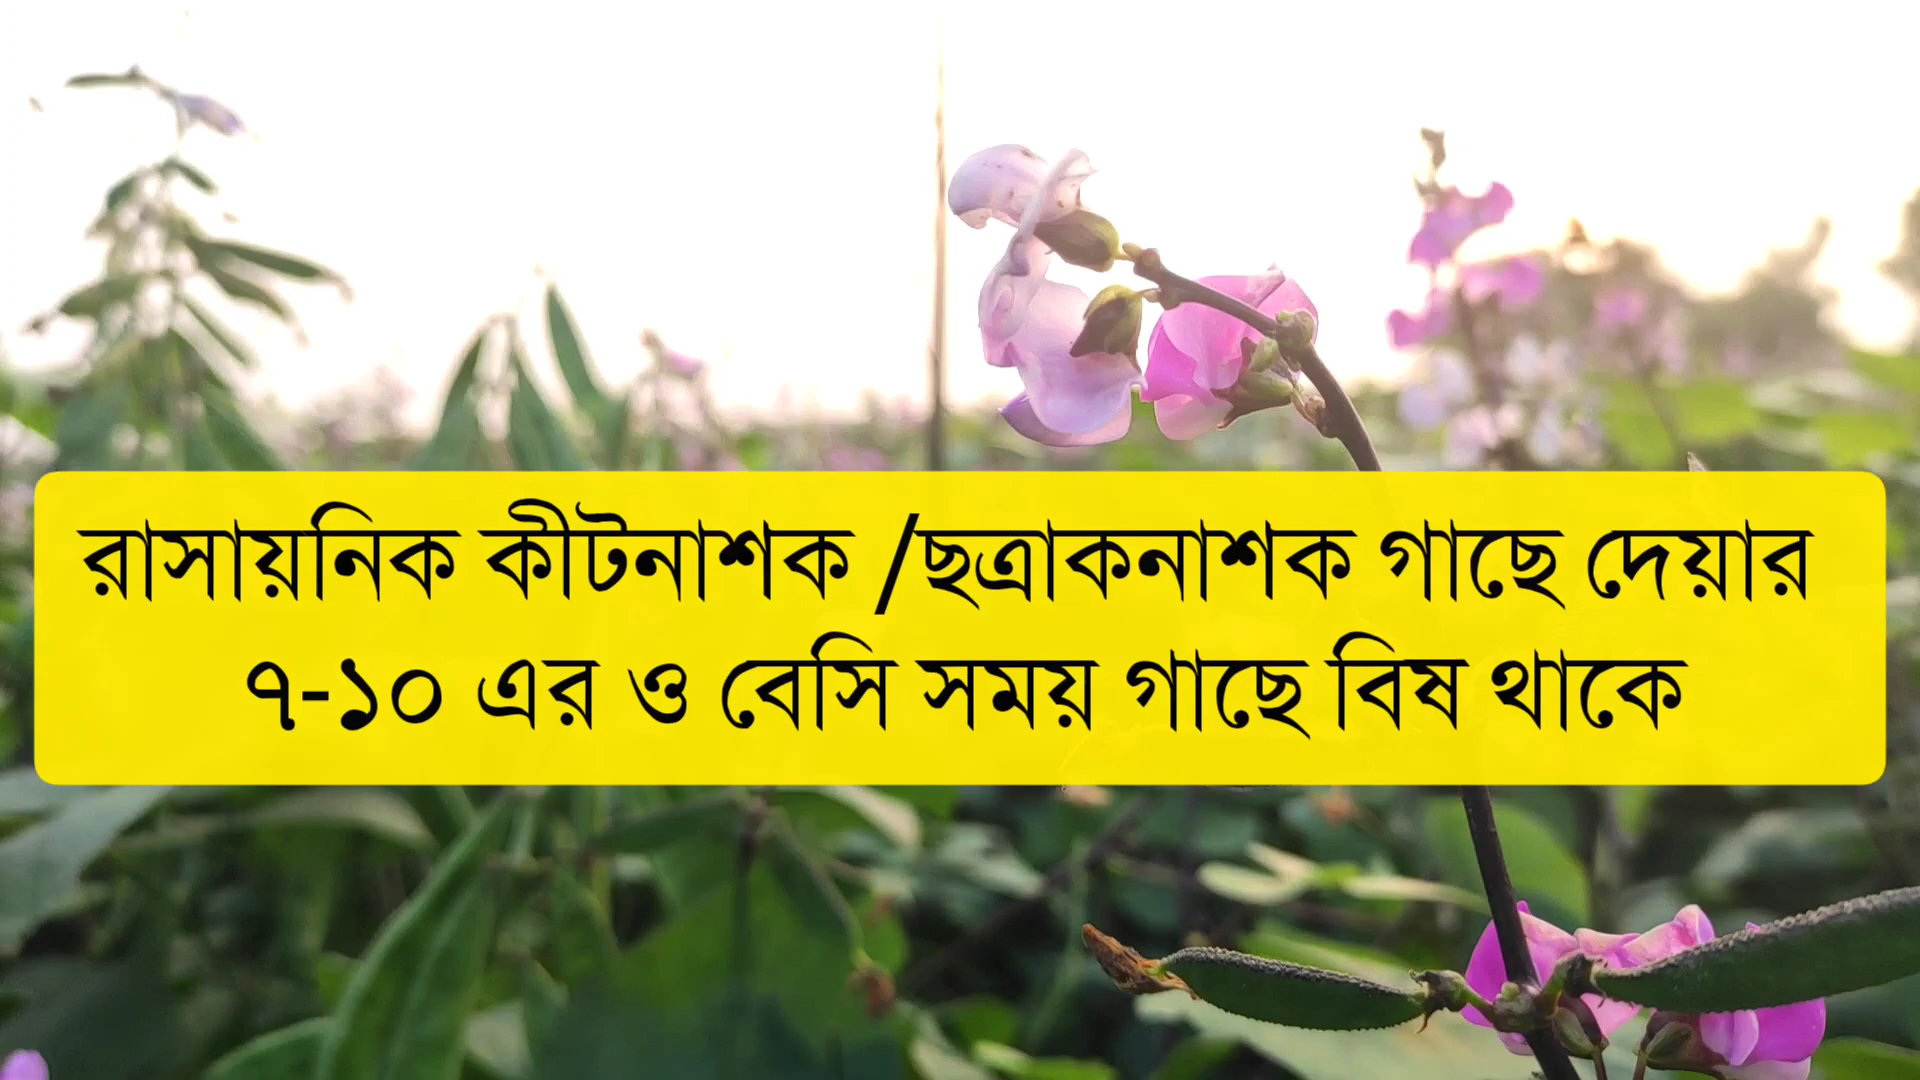 রাসায়নিক কীটনাশক /ছত্রাকনাশক গাছে দেয়ার
৭-১০ এর ও বেসি সময় গাছে বিষ থাকে